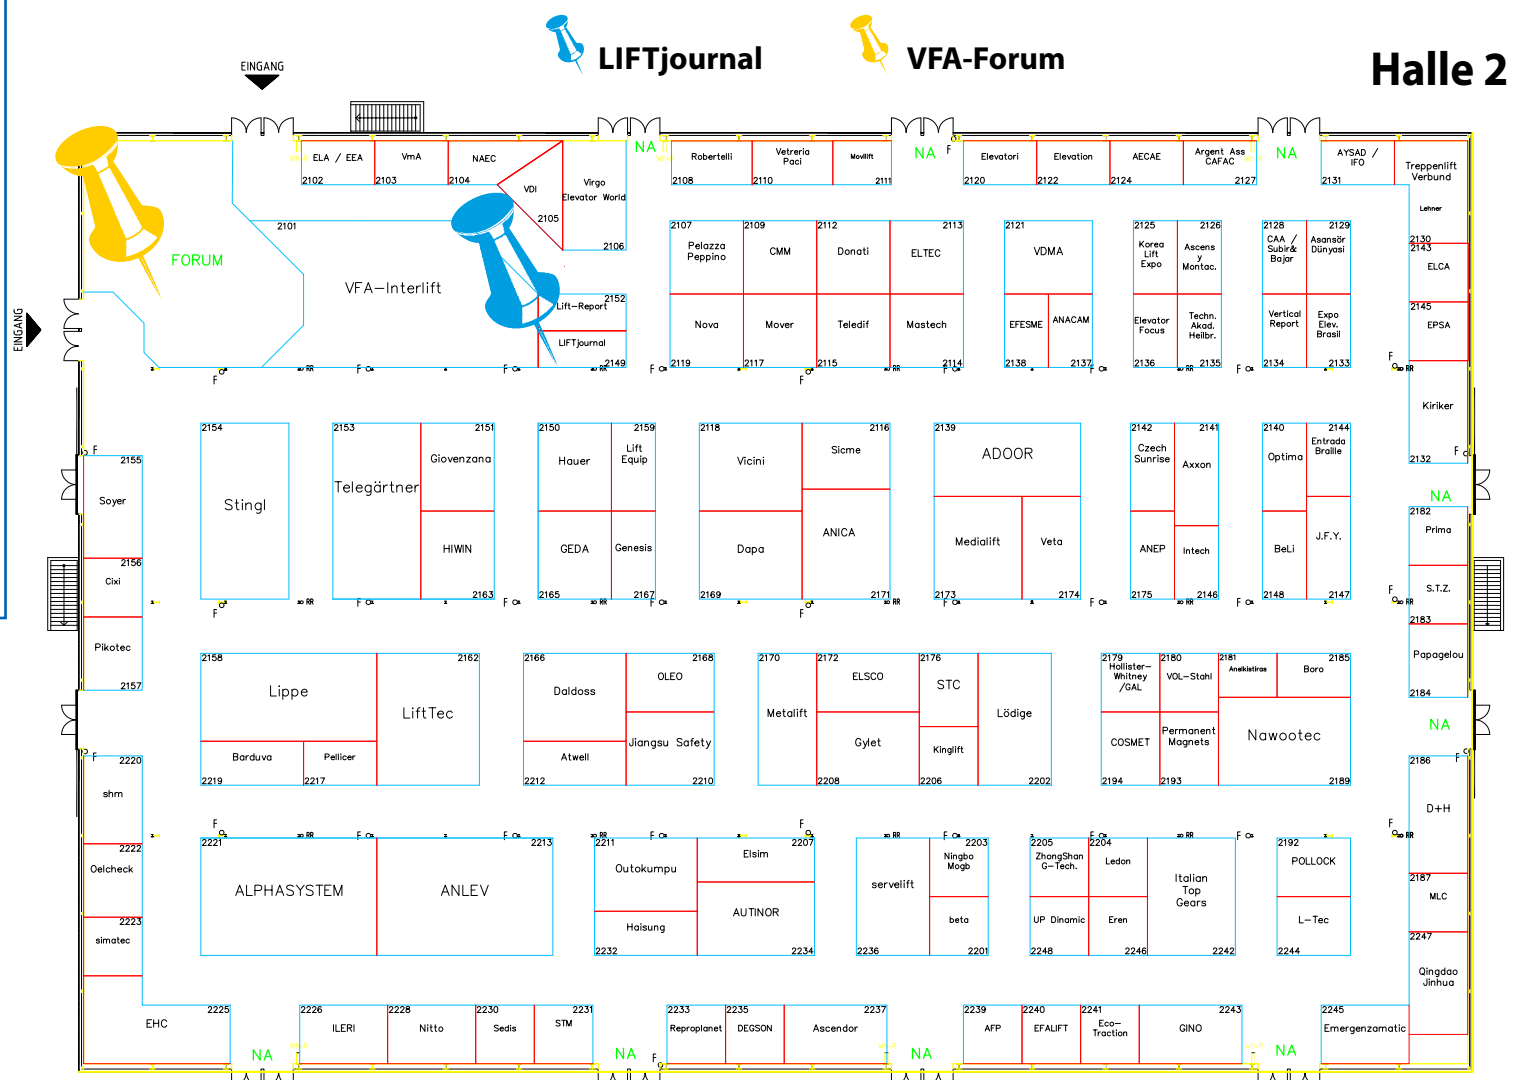 LIFTjournal
VFA-Forum
Halle 2
EINGANG
EINGANG
FORUM
2101
VFA-Interlift
ELA / EEA
2102
VmA
2103
NAEC
2104
VDI
2105
Virgo
Elevator World
2106
2152
Lift-Report
LIFTjournal
2149
NA
Robertelli
2108
Vetreria
Paci
2110
Movilift
2111
NA
F
Elevatori
2120
Elevation
2122
AECAE
2124
Argent Ass
CAFAC
2127
NA
AYSAD /
IFO
2131
Treppenlift
Verbund
Lehner
2130
2143
ELCA
2145
EPSA
Kiriker
2132
2107
Pelazza
Peppino
2109
CMM
2112
Donati
2113
ELTEC
Nova
2119
Mover
2117
Teledif
2115
Mastech
2114
2121
VDMA
EFESME
2138
ANACAM
2137
2125
Korea
Lift
Expo
2126
Ascens
y
Montac.
Elevator
Focus
2136
Techn.
Akad.
Heilbr.
2135
2128
CAA /
Subir&
Bajar
2129
Asansör
Dünyasi
Vertical
Report
2134
Expo
Elev.
Brasil
2133
2155
Soyer
2156
Cixi
Pikotec
2157
2154
Stingl
2153
Telegärtner
2151
Giovenzana
HIWIN
2163
2150
Hauer
2159
Lift
Equip
GEDA
2165
Genesis
2167
2118
Vicini
2116
Sicme
Dapa
2169
ANICA
2171
2139
ADOOR
Medialift
2173
Veta
2174
2142
Czech
Sunrise
2141
Axxon
ANEP
2175
Intech
2146
2140
Optima
2144
Entrada
Braille
BeLi
2148
J.F.Y.
2147
NA
2182
Prima
S.T.Z.
2183
Papagelou
2184
NA
2158
Lippe
2162
LiftTec
Barduva
2219
Pellicer
2217
2166
Daldoss
2168
OLEO
Atwell
2212
Jiangsu Safety
2210
2170
Metalift
2172
ELSCO
2176
STC
Lödige
2202
Gylet
2208
Kinglift
2206
2179
Hollister-
Whitney
/GAL
2180
VOL-Stahl
2181
Anelkistiras
Boro
2185
COSMET
2194
Permanent
Magnets
2193
Nawootec
2189
2220
shm
2222
Oelcheck
2223
simatec
EHC
2225
2221
ALPHASYSTEM
2213
ANLEV
2211
Outokumpu
2207
Elsim
Haisung
2232
AUTINOR
2234
servelift
2236
2203
Ningbo
Mogb
beta
2201
2205
ZhongShan
G-Tech.
2204
Ledon
Italian
Top
Gears
2242
UP Dinamic
2248
Eren
2246
2192
POLLOCK
L-Tec
2244
2186
D+H
2187
MLC
2247
Qingdao
Jinhua
NA
2226
ILERI
2228
Nitto
2230
Sedis
2231
STM
NA
F
2233
Reproplanet
2235
DEGSON
2237
Ascendor
NA
2239
AFP
2240
EFALIFT
2241
Eco-
Traction
2243
GINO
NA
2245
Emergenzamatic